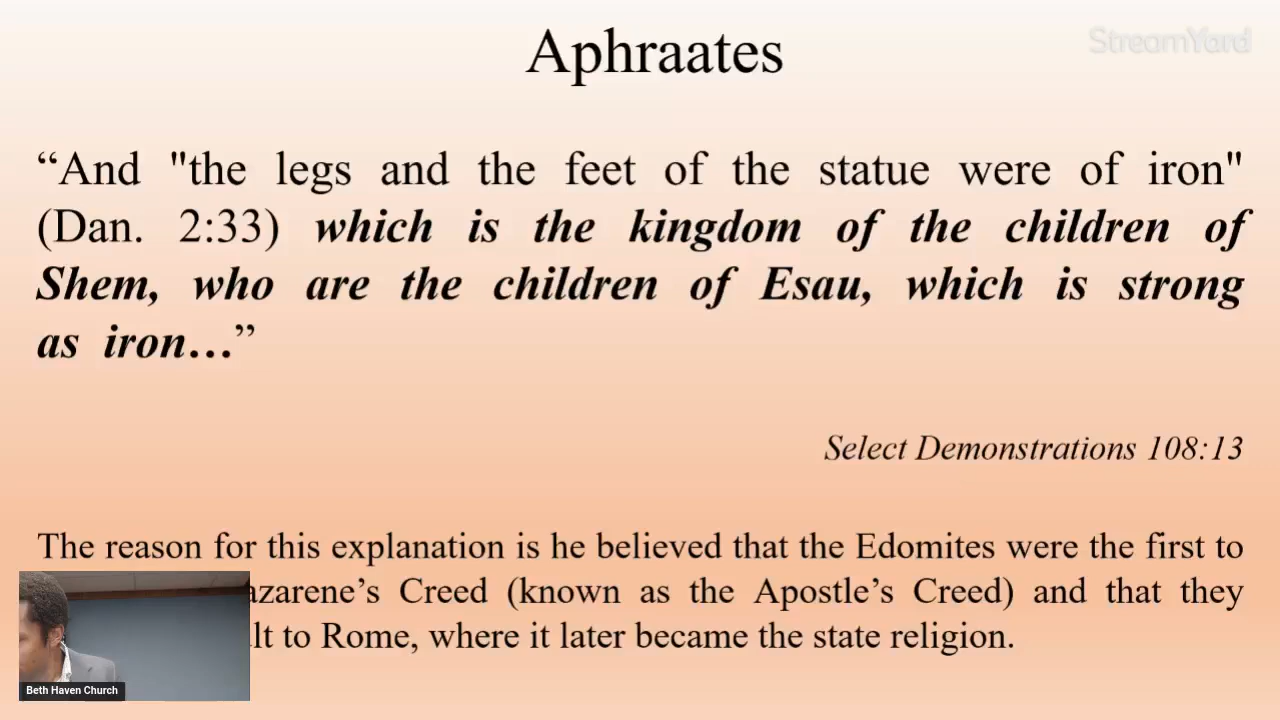 Aphraates
StreamYard
“And "the legs and the feet of the statue were of iron"
(Dan. 2:33) which is the kingdom of the children of
Shem, who are the children of Esau, which is strong
as iron…”
Select Demonstrations 108:13
The reason for this explanation is he believed that the Edomites were the first to
azarene’s Creed (known as the Apostle’s Creed) and that they
lt to Rome, where it later became the state religion.
Beth Haven Church